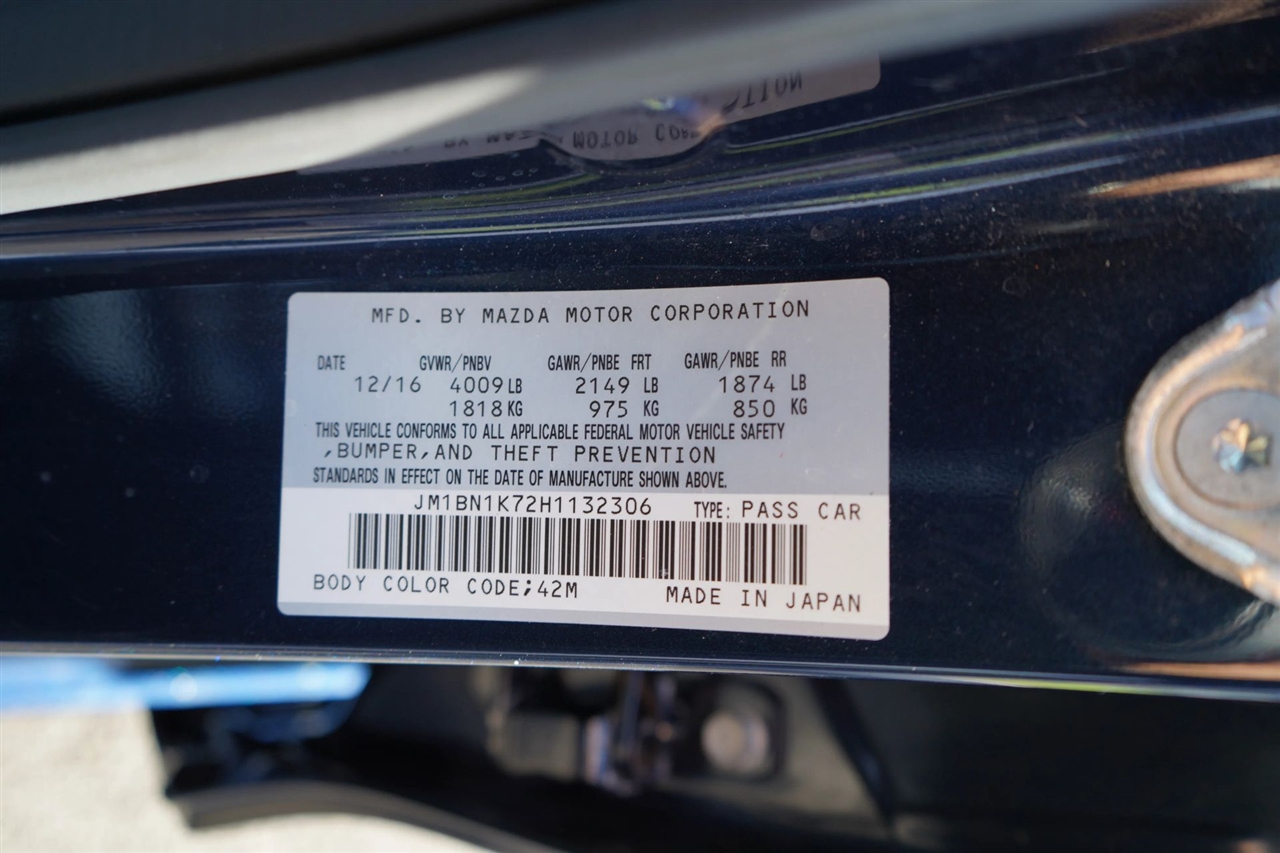 MFD. BY MAZDA MOTOR CORPORATION
DATE GVWR/PNBV GAWR/PNBE FRT GAWR/PNBE RR
12/16 4009 LB 2149 LB 1874 LB
1818 KG 975 KG 850 KG
THIS VEHICLE CONFORMS TO ALL APPLICABLE FEDERAL MOTOR VEHICLE SAFETY
,BUMPER,AND THEFT PREVENTION
STANDARDS IN EFFECT ON THE DATE OF MANUFACTURE SHOWN ABOVE.
JM1BN1K72H1132306 TYPE: PASS CAR
BODY COLOR CODE;42M MADE IN JAPAN